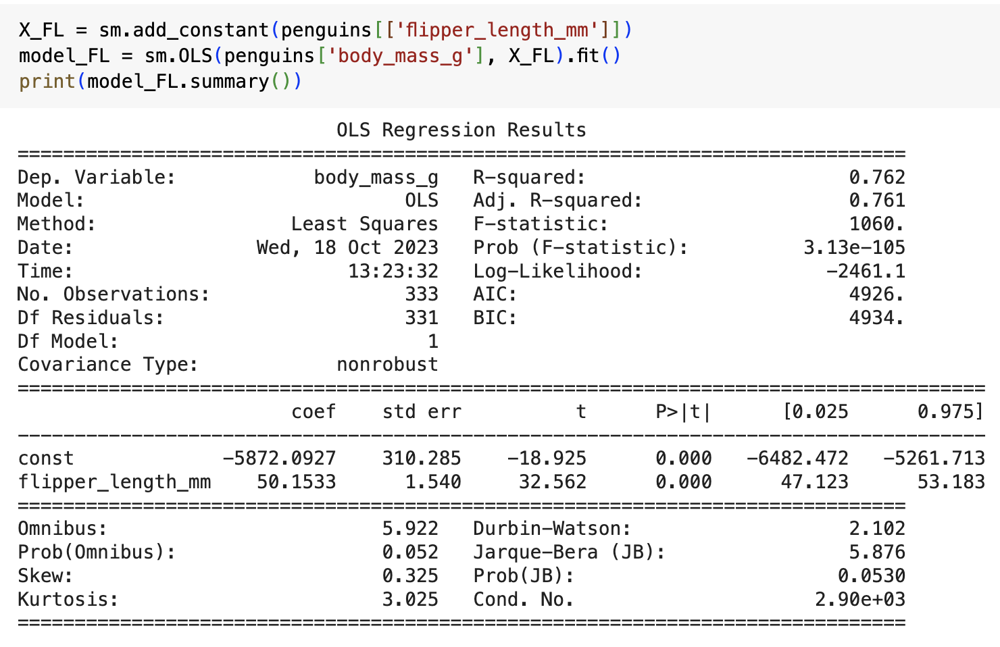 X_FL = sm.add_constant(penguins[['flipper_length_mm']])
model_FL = sm.OLS(penguins['body_mass_g'], X_FL).fit()
print(model_FL.summary())
OLS Regression Results
==============================================================================
Dep. Variable:            body_mass_g   R-squared:                       0.762
Model:                            OLS   Adj. R-squared:                  0.761
Method:                 Least Squares   F-statistic:                     1060.
Date:                Wed, 18 Oct 2023   Prob (F-statistic):          3.13e-105
Time:                        13:23:32   Log-Likelihood:                -2461.1
No. Observations:                 333   AIC:                             4926.
Df Residuals:                     331   BIC:                             4934.
Df Model:                           1
Covariance Type:            nonrobust
=====================================================================================
                        coef    std err          t      P>|t|      [0.025      0.975]
-------------------------------------------------------------------------------------
const             -5872.0927    310.285    -18.925      0.000   -6482.472   -5261.713
flipper_length_mm    50.1533      1.540     32.562      0.000      47.123      53.183
==============================================================================
Omnibus:                        5.922   Durbin-Watson:                   2.102
Prob(Omnibus):                  0.052   Jarque-Bera (JB):                5.876
Skew:                           0.325   Prob(JB):                       0.0530
Kurtosis:                       3.025   Cond. No.                     2.90e+03
==============================================================================